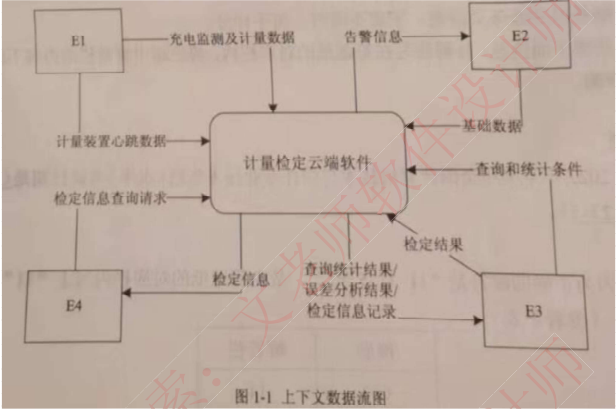 E1
充电监测及计量数据
告警信息
E2
计量装置心跳数据
计量检定云端软件
基础数据
检定信息查询请求
查询和统计条件
检定结果
E4
检定信息
查询统计结果/
误差分析结果/
检定信息记录
E3
图 1-1 上下文数据流图